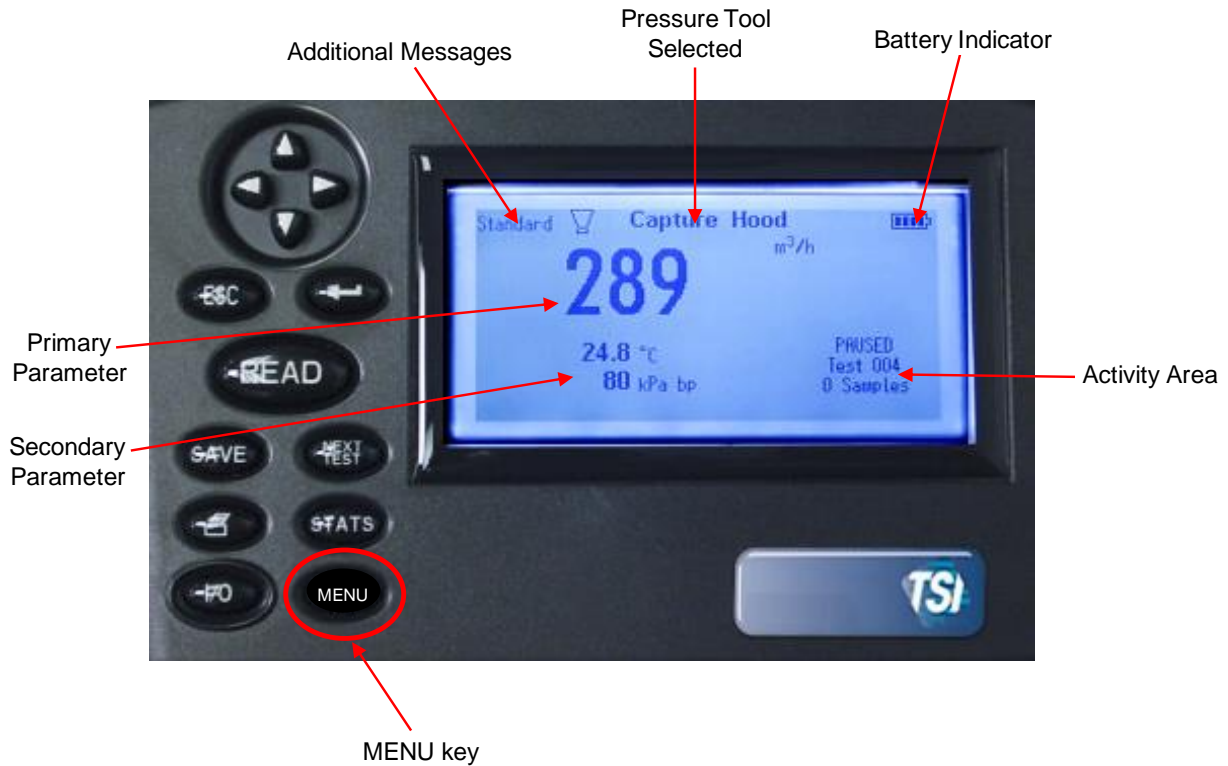 Pressure Tool
Selected
Additional Messages
Battery Indicator
Standard Capture Hood
m³/h
289
24.8 °C
80 kPa bp
PAUSED
Test 004
0 Samples
Primary
Parameter
Secondary
Parameter
Activity Area
ESC
READ
SAVE
NEXT
TEST
STATS
I/O
MENU
TSI
MENU key